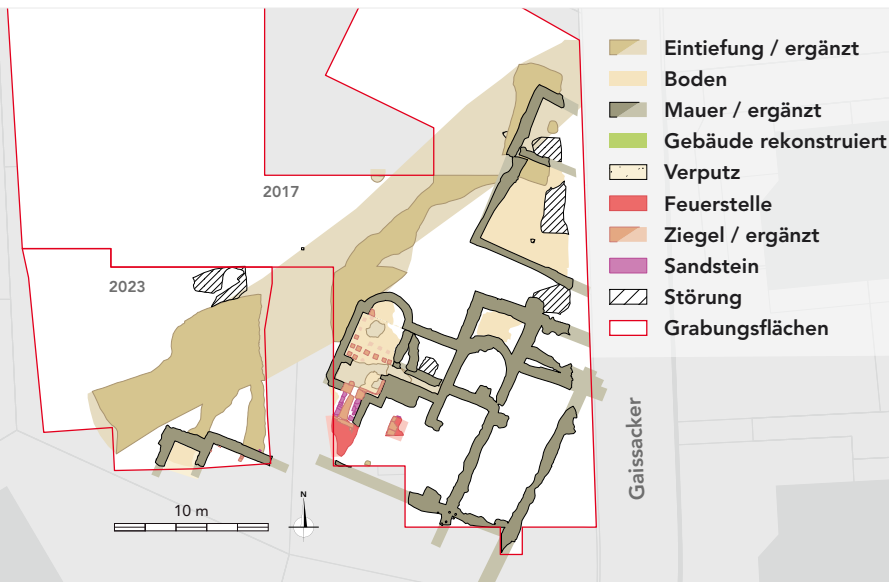 Eintiefung / ergänzt
Boden
Mauer / ergänzt
Gebäude rekonstruiert
Verputz
Feuerstelle
Ziegel / ergänzt
Sandstein
Störung
Grabungsflächen
2017
2023
Gaissacker
10 m
N